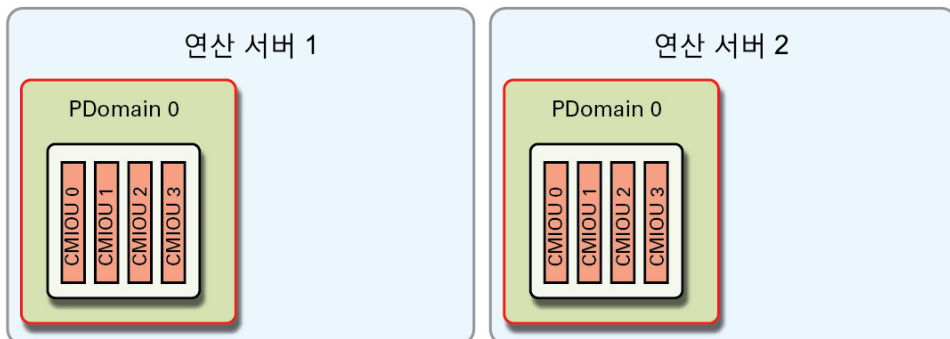 연산 서버 1
PDomain 0
CMIOU 0
CMIOU 1
CMIOU 2
CMIOU 3
연산 서버 2
PDomain 0
CMIOU 0
CMIOU 1
CMIOU 2
CMIOU 3